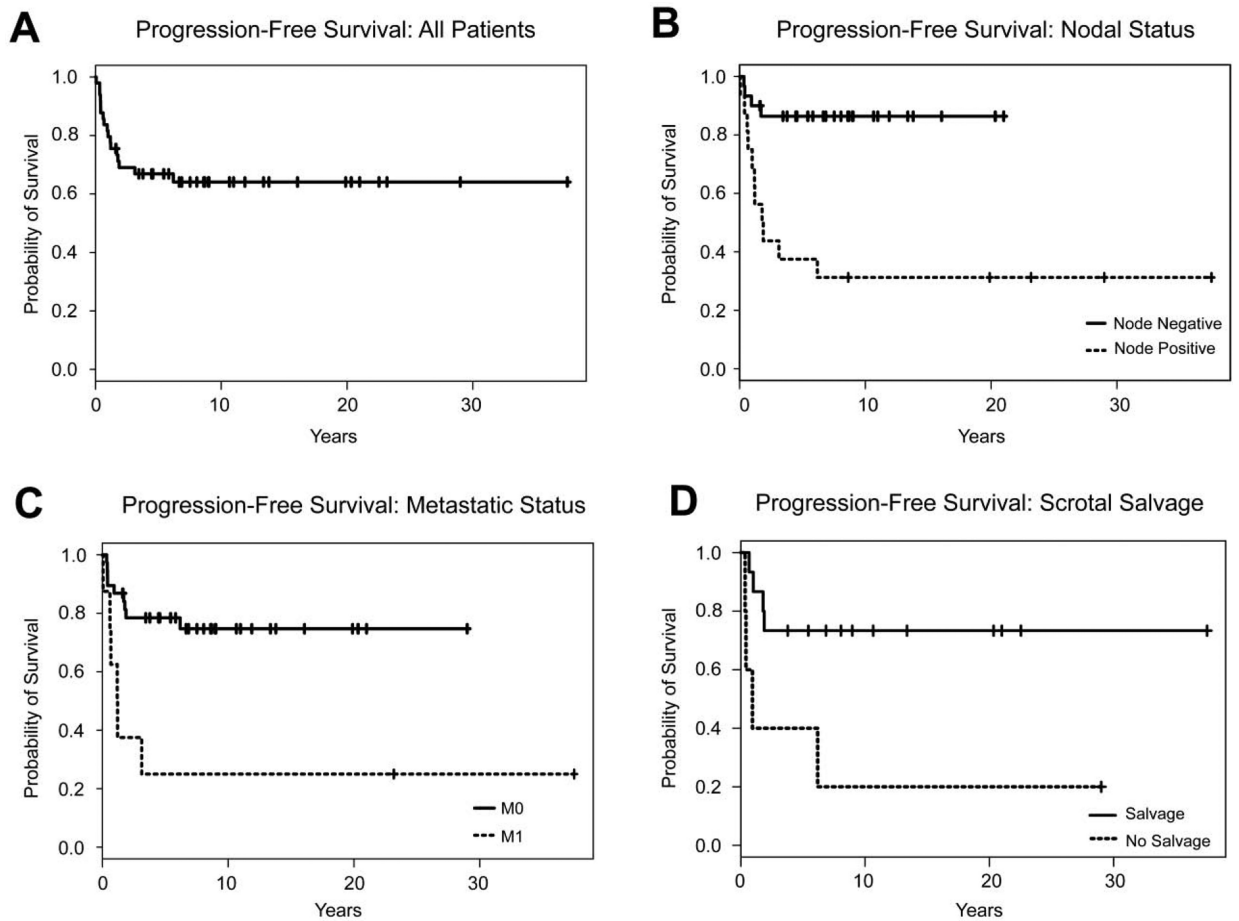 A
Progression-Free Survival: All Patients
Probability of Survival
1.0
0.8
0.6
0.4
0.2
0.0
0 10 20 30
Years
B
Progression-Free Survival: Nodal Status
Probability of Survival
1.0
0.8
0.6
0.4
0.2
0.0
Node Negative
Node Positive
0 10 20 30
Years
C
Progression-Free Survival: Metastatic Status
Probability of Survival
1.0
0.8
0.6
0.4
0.2
0.0
M0
M1
0 10 20 30
Years
D
Progression-Free Survival: Scrotal Salvage
Probability of Survival
1.0
0.8
0.6
0.4
0.2
0.0
Salvage
No Salvage
0 10 20 30
Years